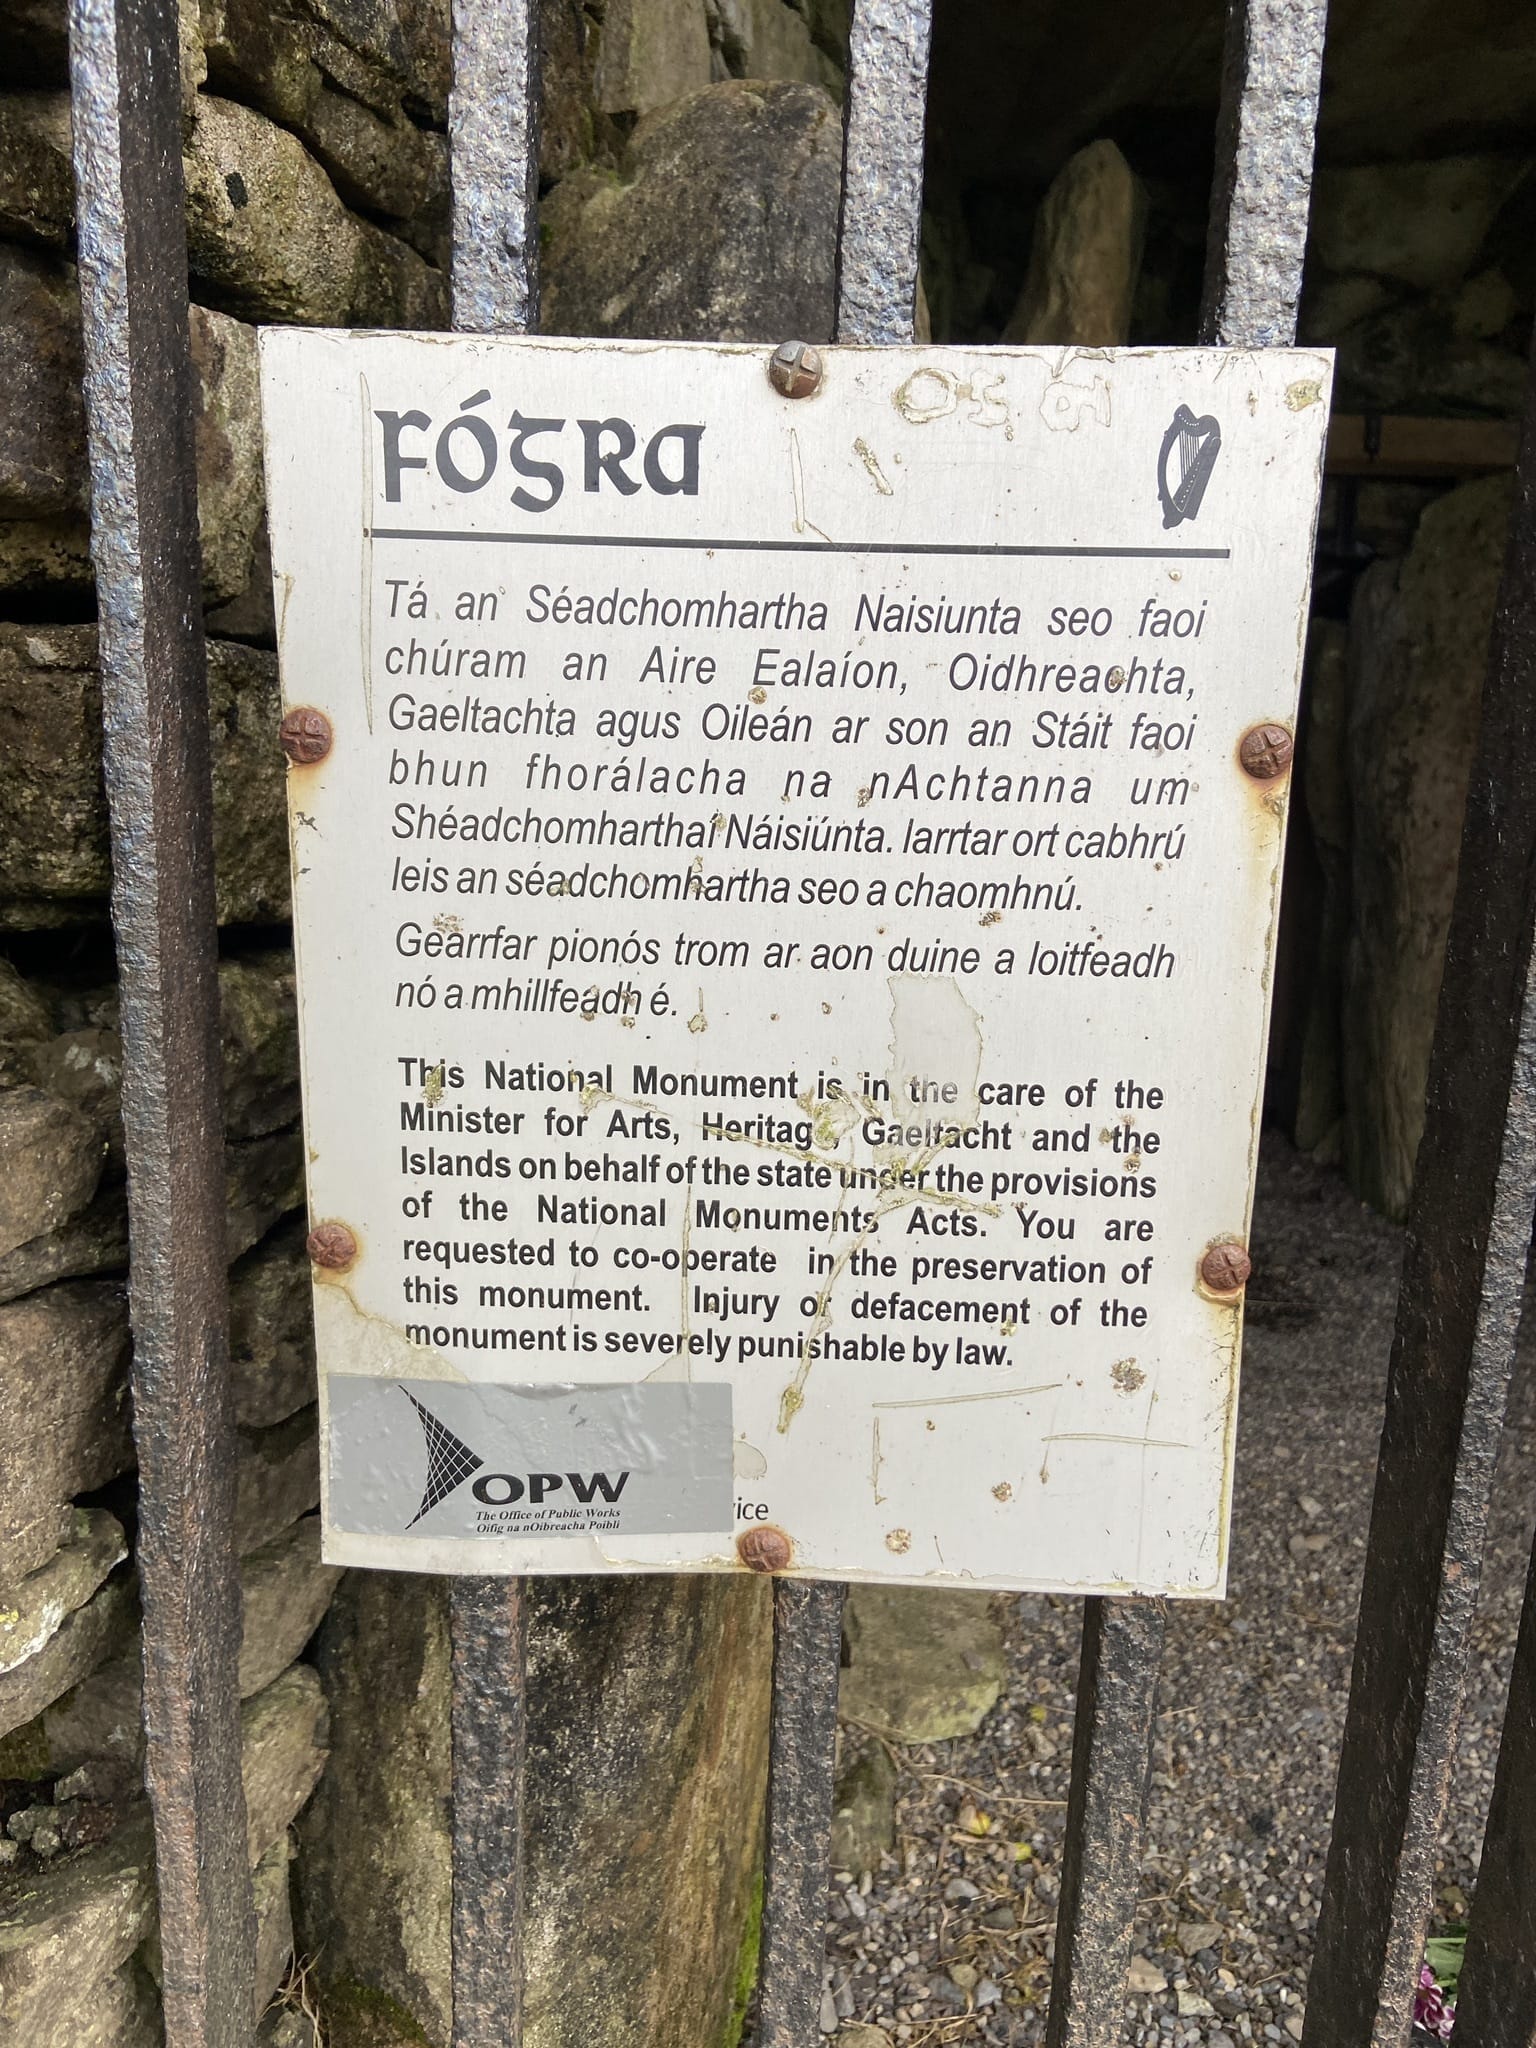 FÓGRA
Tá an Séadchomhartha Naisiunta seo faoi
chúram an Aire Ealaíon, Oidhreachta,
Gaeltachta agus Oileán ar son an Stáit faoi
bhun fhorálacha na nAchtanna um
Shéadchomharthaí Náisiúnta. Iarrtar ort cabhrú
leis an séadchomhartha seo a chaomhnú.
Gearrfar pionós trom ar aon duine a loitfeadh
nó a mhillfeadh é.
This National Monument is in the care of the
Minister for Arts, Heritage, Gaeltacht and the
Islands on behalf of the state under the provisions
of the National Monuments Acts. You are
requested to co-operate in the preservation of
this monument. Injury or defacement of the
monument is severely punishable by law.
OPW
The Office of Public Works
Oifig na nOibreacha Poiblí